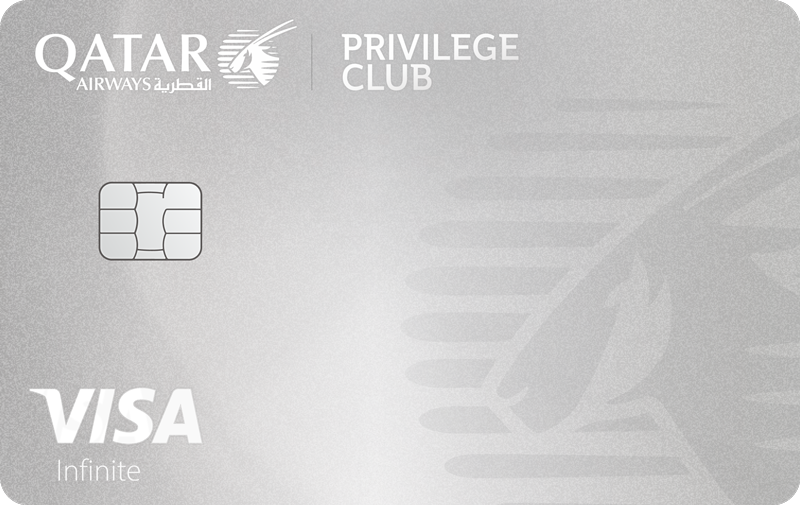 QATAR
AIRWAYS القطرية
PRIVILEGE
CLUB
VISA
Infinite